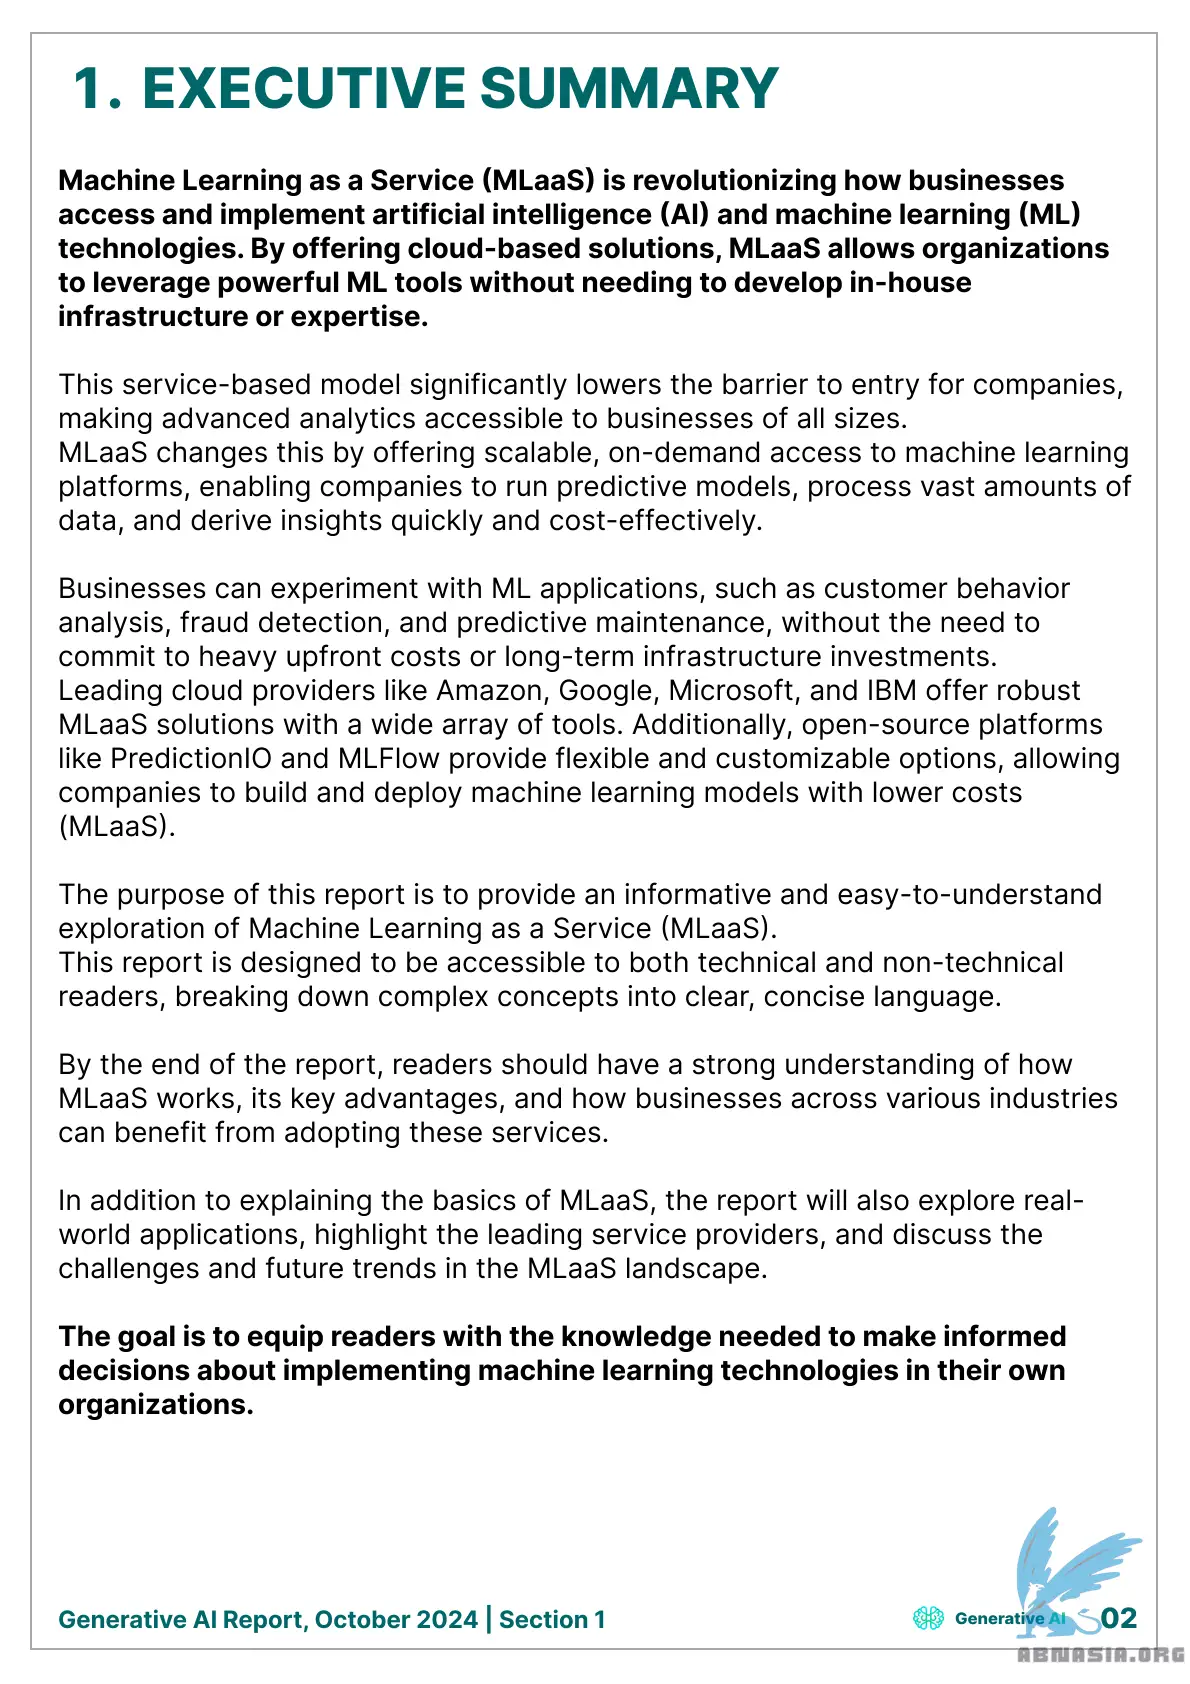 1. EXECUTIVE SUMMARY
Machine Learning as a Service (MLaaS) is revolutionizing how businesses
access and implement artificial intelligence (AI) and machine learning (ML)
technologies. By offering cloud-based solutions, MLaaS allows organizations
to leverage powerful ML tools without needing to develop in-house
infrastructure or expertise.
This service-based model significantly lowers the barrier to entry for companies,
making advanced analytics accessible to businesses of all sizes.
MLaaS changes this by offering scalable, on-demand access to machine learning
platforms, enabling companies to run predictive models, process vast amounts of
data, and derive insights quickly and cost-effectively.
Businesses can experiment with ML applications, such as customer behavior
analysis, fraud detection, and predictive maintenance, without the need to
commit to heavy upfront costs or long-term infrastructure investments.
Leading cloud providers like Amazon, Google, Microsoft, and IBM offer robust
MLaaS solutions with a wide array of tools. Additionally, open-source platforms
like PredictionIO and MLFlow provide flexible and customizable options, allowing
companies to build and deploy machine learning models with lower costs
(MLaaS).
The purpose of this report is to provide an informative and easy-to-understand
exploration of Machine Learning as a Service (MLaaS).
This report is designed to be accessible to both technical and non-technical
readers, breaking down complex concepts into clear, concise language.
By the end of the report, readers should have a strong understanding of how
MLaaS works, its key advantages, and how businesses across various industries
can benefit from adopting these services.
In addition to explaining the basics of MLaaS, the report will also explore real-
world applications, highlight the leading service providers, and discuss the
challenges and future trends in the MLaaS landscape.
The goal is to equip readers with the knowledge needed to make informed
decisions about implementing machine learning technologies in their own
organizations.
Generative AI Report, October 2024 | Section 1
Generative AI
02
ABNASIA.ORG